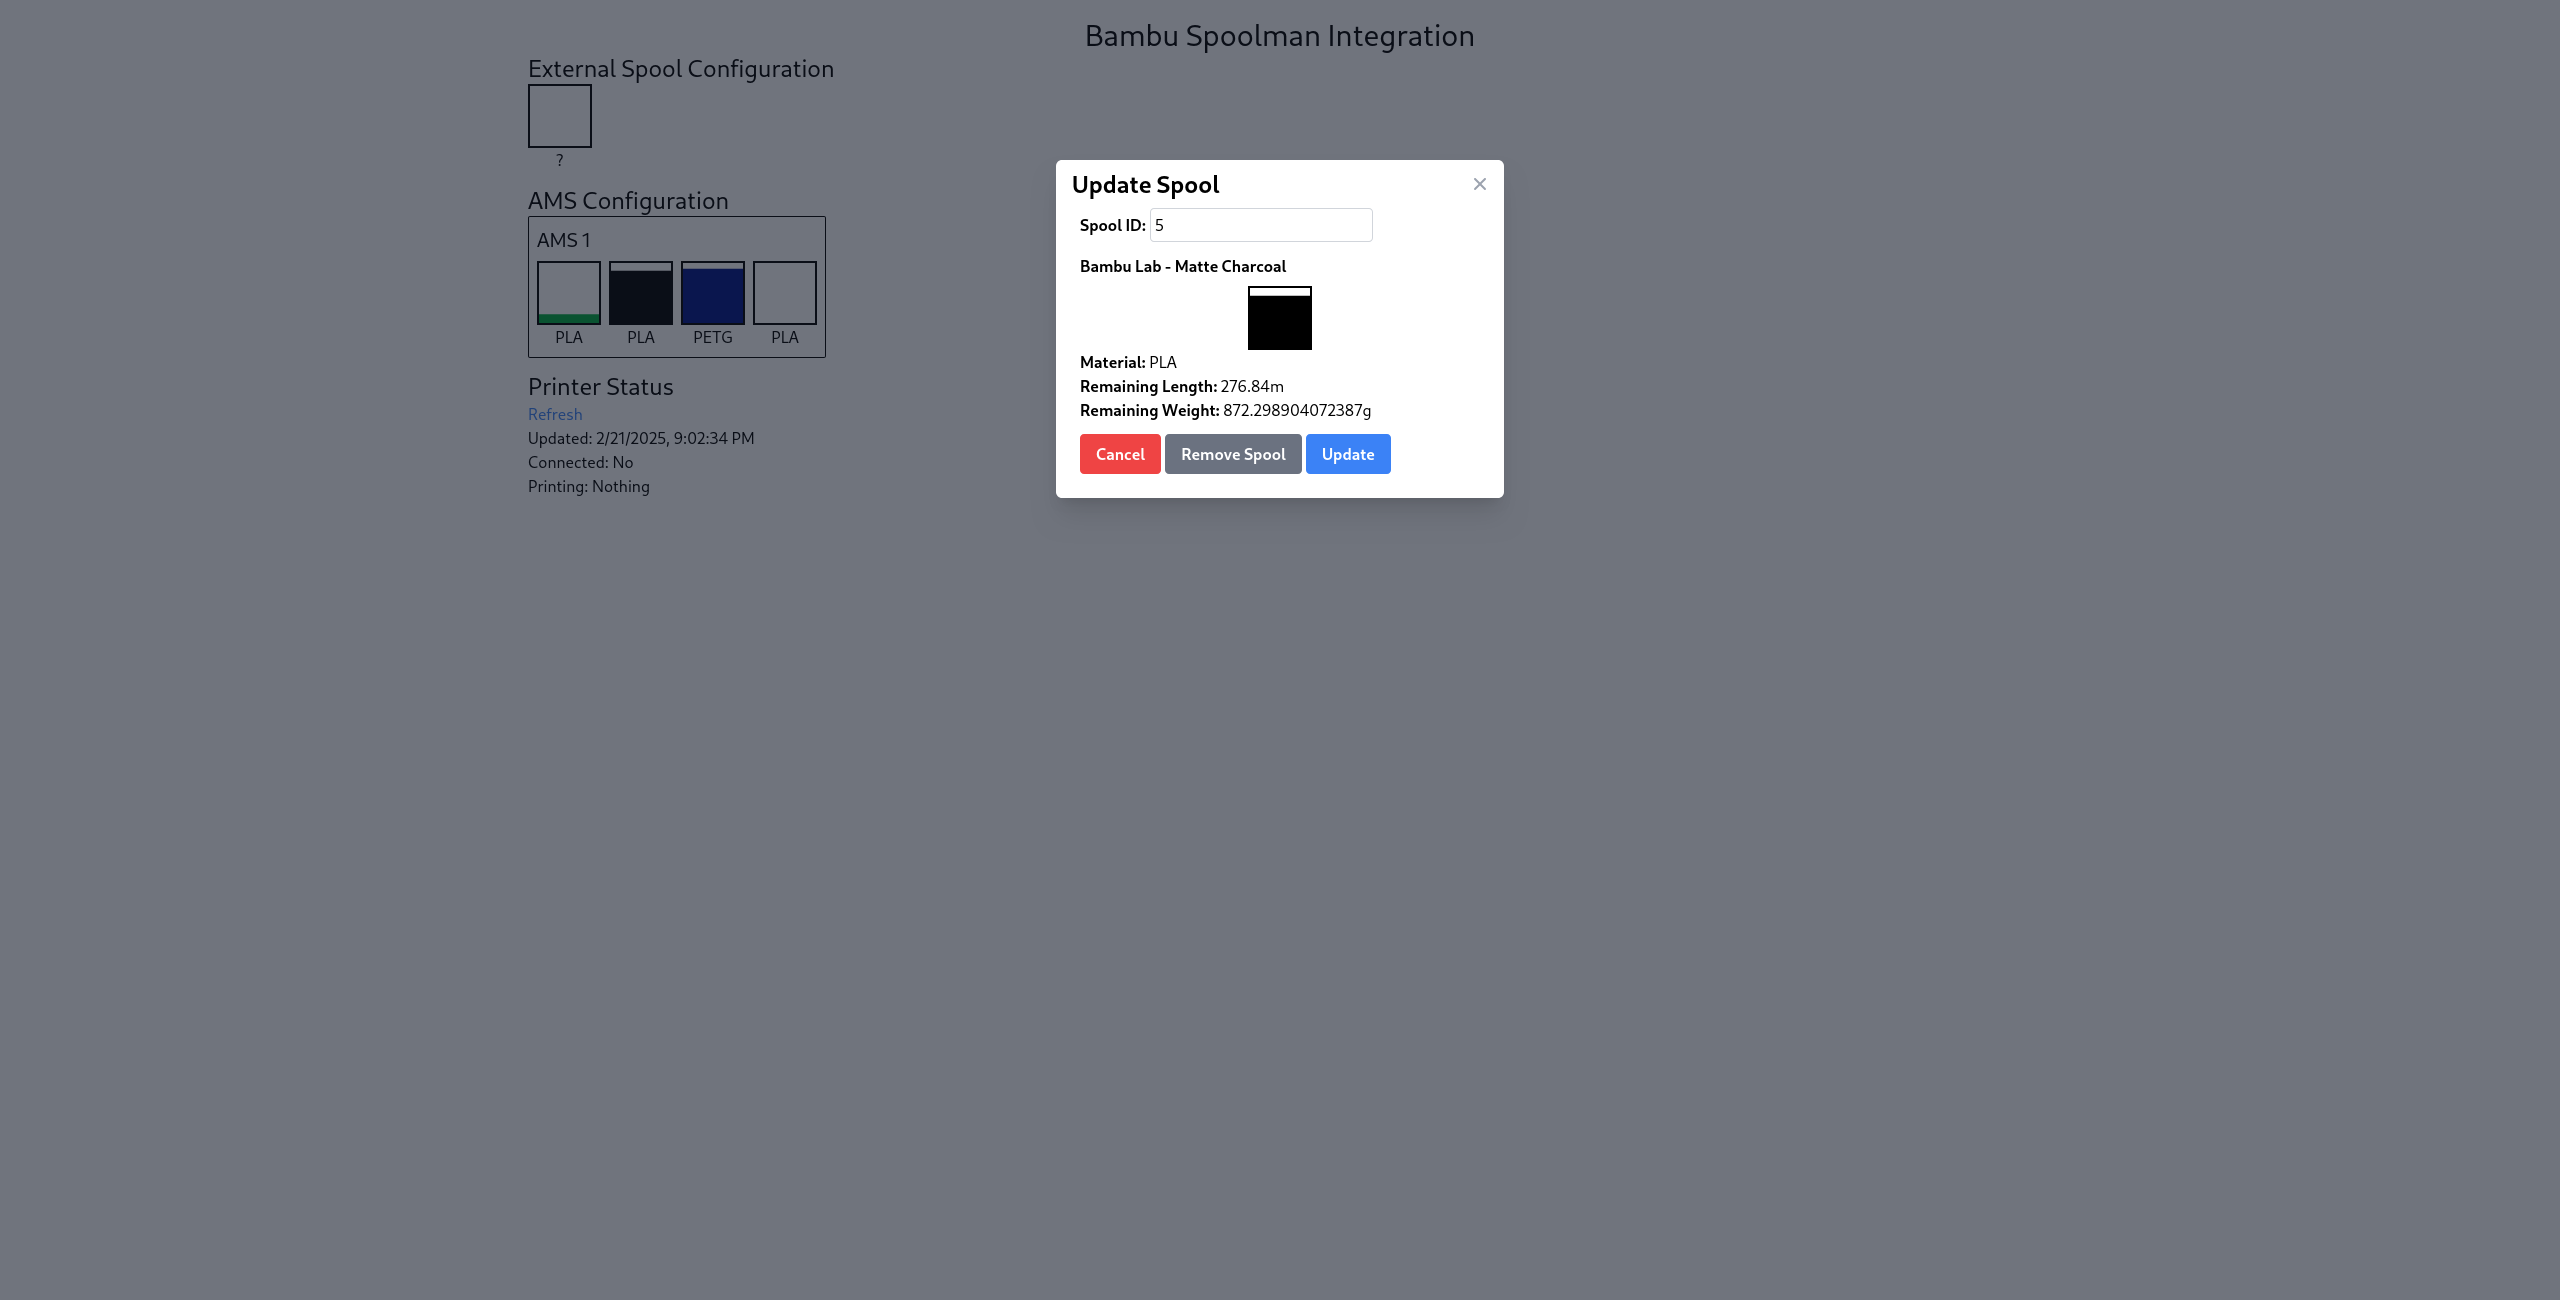 Bambu Spoolman Integration
External Spool Configuration
?
AMS Configuration
AMS 1
PLA PLA PETG PLA
Printer Status
Refresh
Updated: 2/21/2025, 9:02:34 PM
Connected: No
Printing: Nothing
Update Spool
Spool ID: 5
Bambu Lab - Matte Charcoal
Material: PLA
Remaining Length: 276.84m
Remaining Weight: 872.298904072387g
Cancel Remove Spool Update